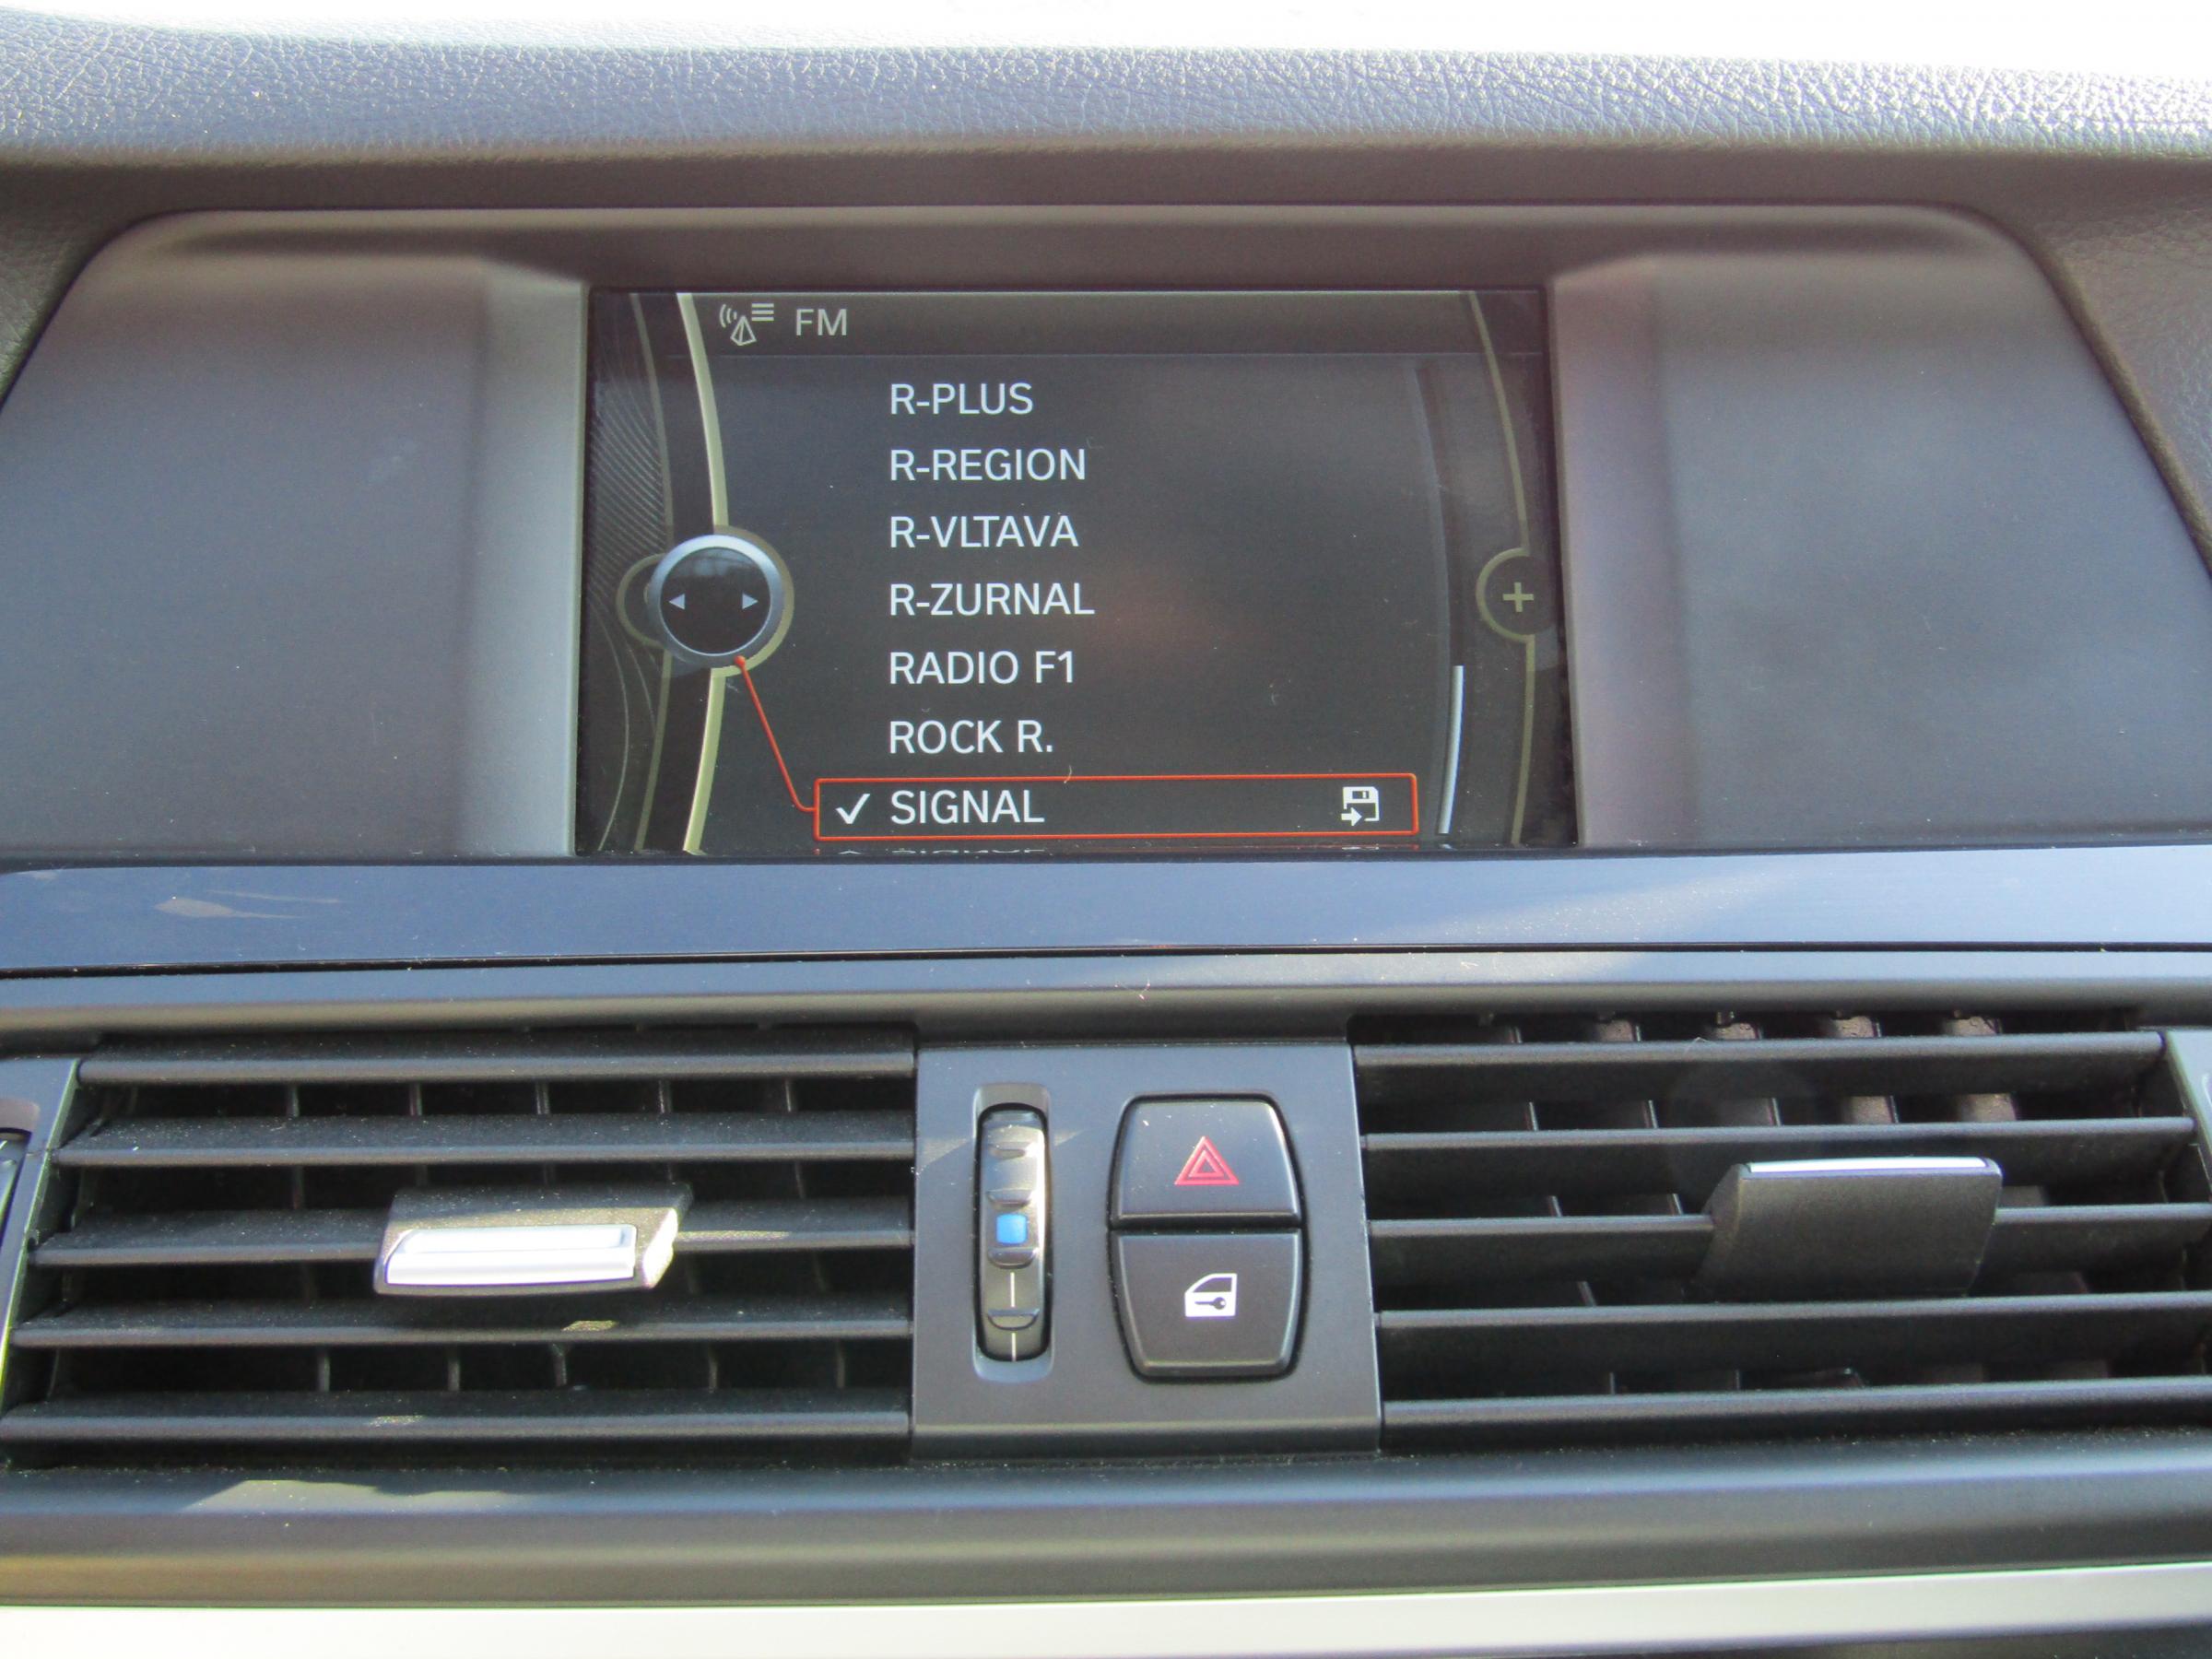 FM
R-PLUS
R-REGION
R-VLTAVA
R-ZURNAL
RADIO F1
ROCK R.
SIGNAL